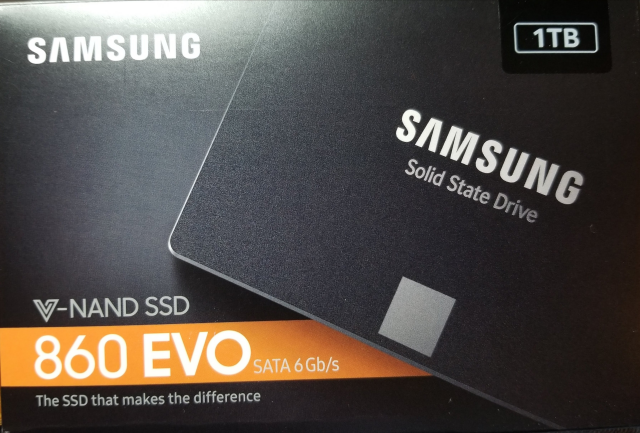 SAMSUNG
1TB
SAMSUNG
Solid State Drive
V-NAND SSD
860 EVO SATA 6 Gb/s
The SSD that makes the difference